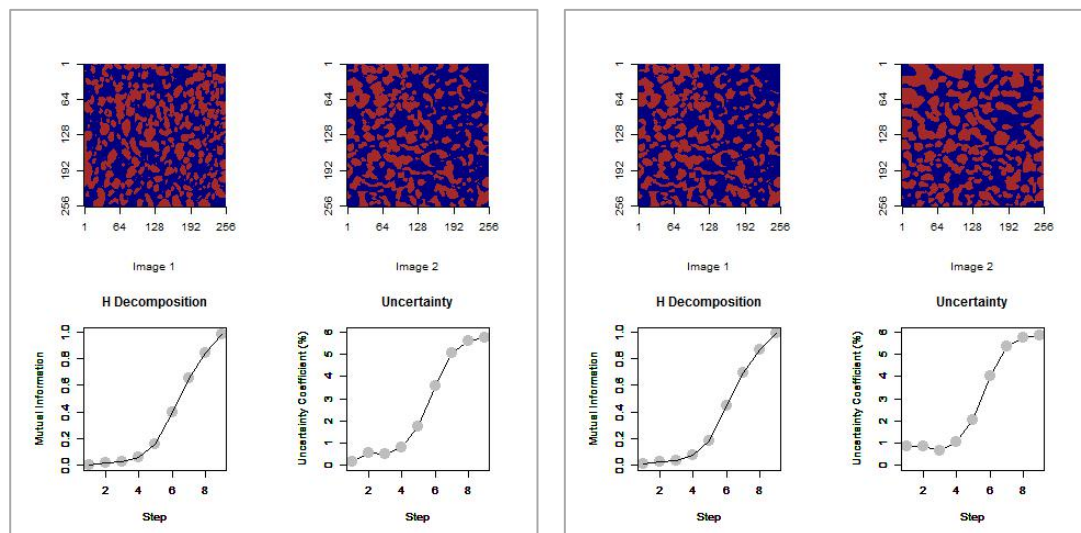 1
64
128
192
256
1 64 128 192 256
Image 1
1
64
128
192
256
1 64 128 192 256
Image 2
H Decomposition
Mutual Information
1.0
0.8
0.6
0.4
0.2
0.0
2 4 6 8
Step
Uncertainty
Uncertainty Coefficient (%)
6
5
4
3
2
1
0
2 4 6 8
Step
1
64
128
192
256
1 64 128 192 256
Image 1
1
64
128
192
256
1 64 128 192 256
Image 2
H Decomposition
Mutual Information
1.0
0.8
0.6
0.4
0.2
0.0
2 4 6 8
Step
Uncertainty
Uncertainty Coefficient (%)
6
5
4
3
2
1
0
2 4 6 8
Step